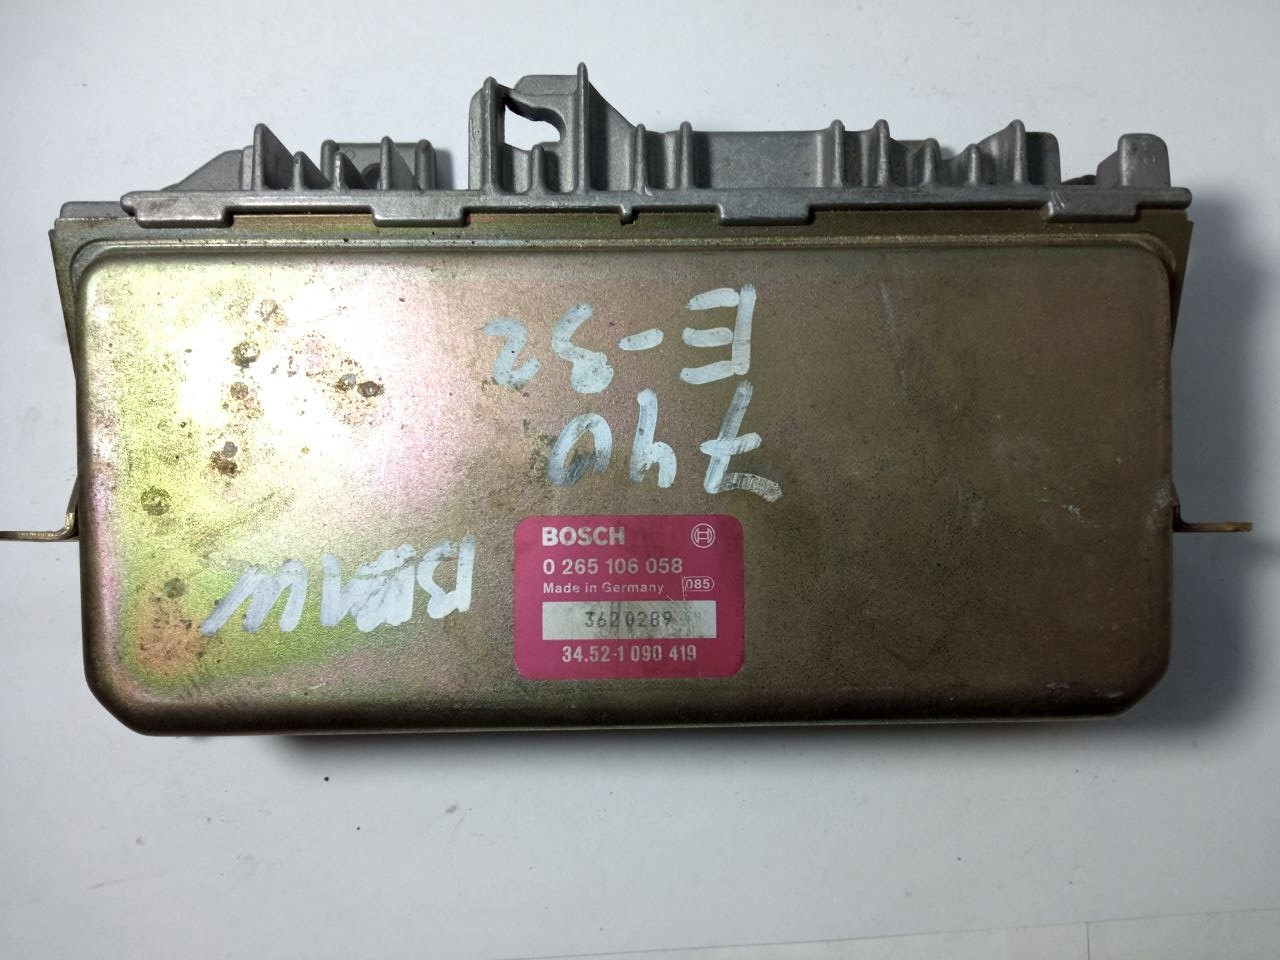 E-32
740
BMW
BOSCH
0 265 106 058
Made in Germany 085
3620289
34.52-1 090 419